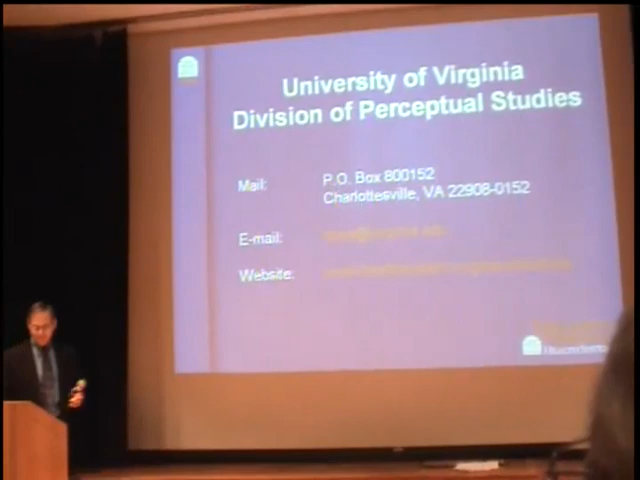 University of Virginia
Division of Perceptual Studies
Mail: P.O. Box 800152
Charlottesville, VA 22908-0152
E-mail:
Website: